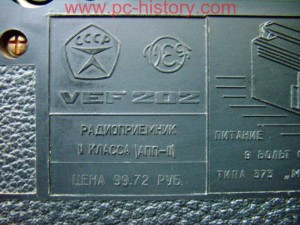 www.pc-history.com
СССР
VEF 202
РАДИОПРИЕМНИК
II КЛАССА (АПП-II)
ЦЕНА 99.72 РУБ.
ПИТАНИЕ
9 ВОЛЬТ
ТИПА 373 „М